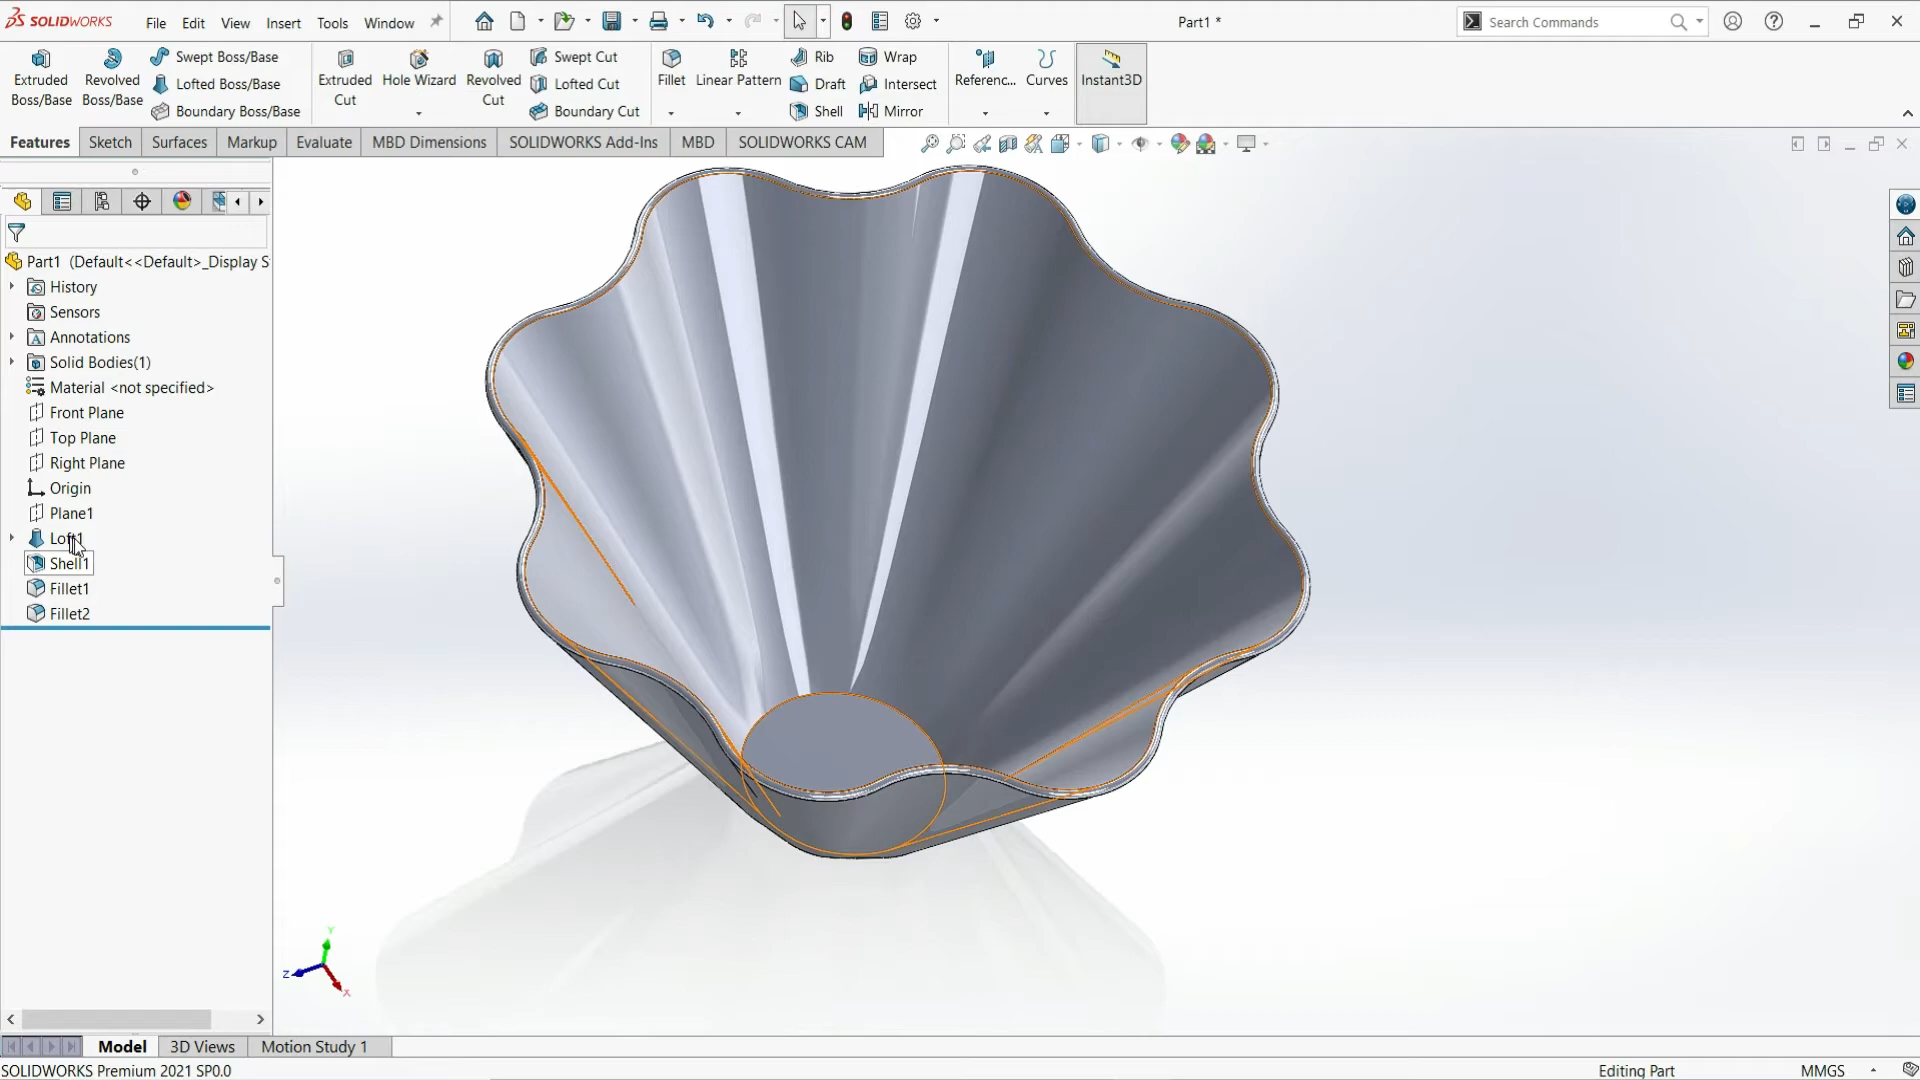 SOLIDWORKS File Edit View Insert Tools Window Part1 * Search Commands
Extruded Boss/Base
Revolved Boss/Base
Swept Boss/Base
Lofted Boss/Base
Boundary Boss/Base
Extruded Cut
Hole Wizard
Revolved Cut
Swept Cut
Lofted Cut
Boundary Cut
Fillet
Linear Pattern
Rib
Draft
Shell
Wrap
Intersect
Mirror
Referenc...
Curves
Instant3D
Features Sketch Surfaces Markup Evaluate MBD Dimensions SOLIDWORKS Add-Ins MBD SOLIDWORKS CAM
Part1 (Default<<Default>_Display S
History
Sensors
Annotations
Solid Bodies(1)
Material <not specified>
Front Plane
Top Plane
Right Plane
Origin
Plane1
Loft1
Shell1
Fillet1
Fillet2
Y
Z
X
Model 3D Views Motion Study 1
SOLIDWORKS Premium 2021 SP0.0 Editing Part MMGS